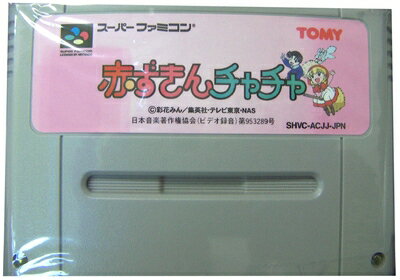 スーパーファミコン®
TOMY
赤ずきんチャチャ
©彩花みん/集英社・テレビ東京・NAS
日本音楽著作権協会(ビデオ録音)第953289号
SHVC-ACJJ-JPN